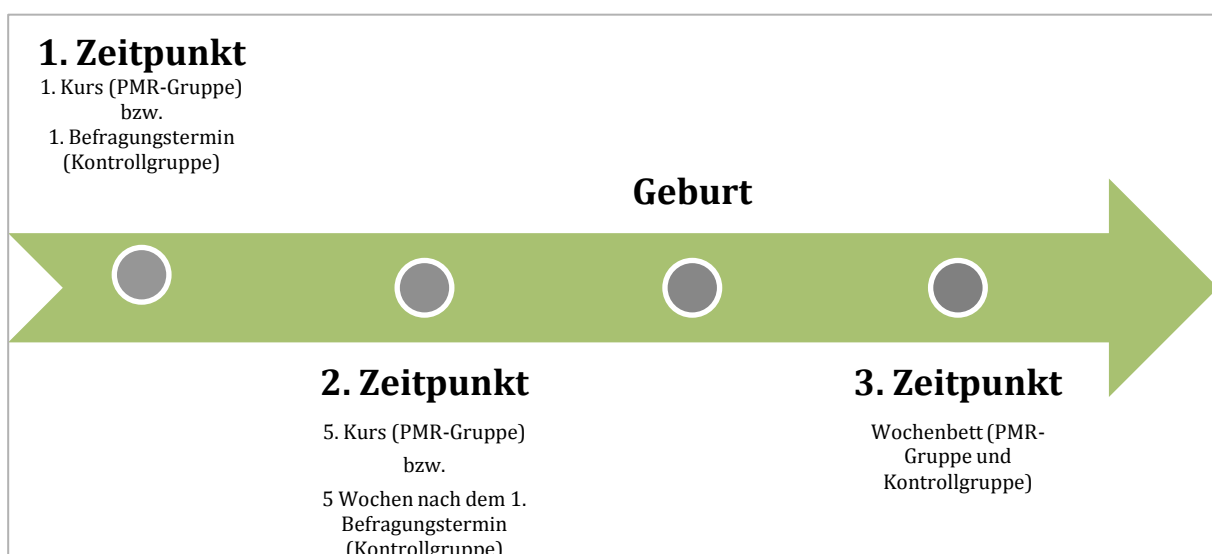 1. Zeitpunkt
1. Kurs (PMR-Gruppe)
bzw.
1. Befragungstermin
(Kontrollgruppe)
Geburt
2. Zeitpunkt
5. Kurs (PMR-Gruppe)
bzw.
5 Wochen nach dem 1.
Befragungstermin
(Kontrollgruppe)
3. Zeitpunkt
Wochenbett (PMR-
Gruppe und
Kontrollgruppe)